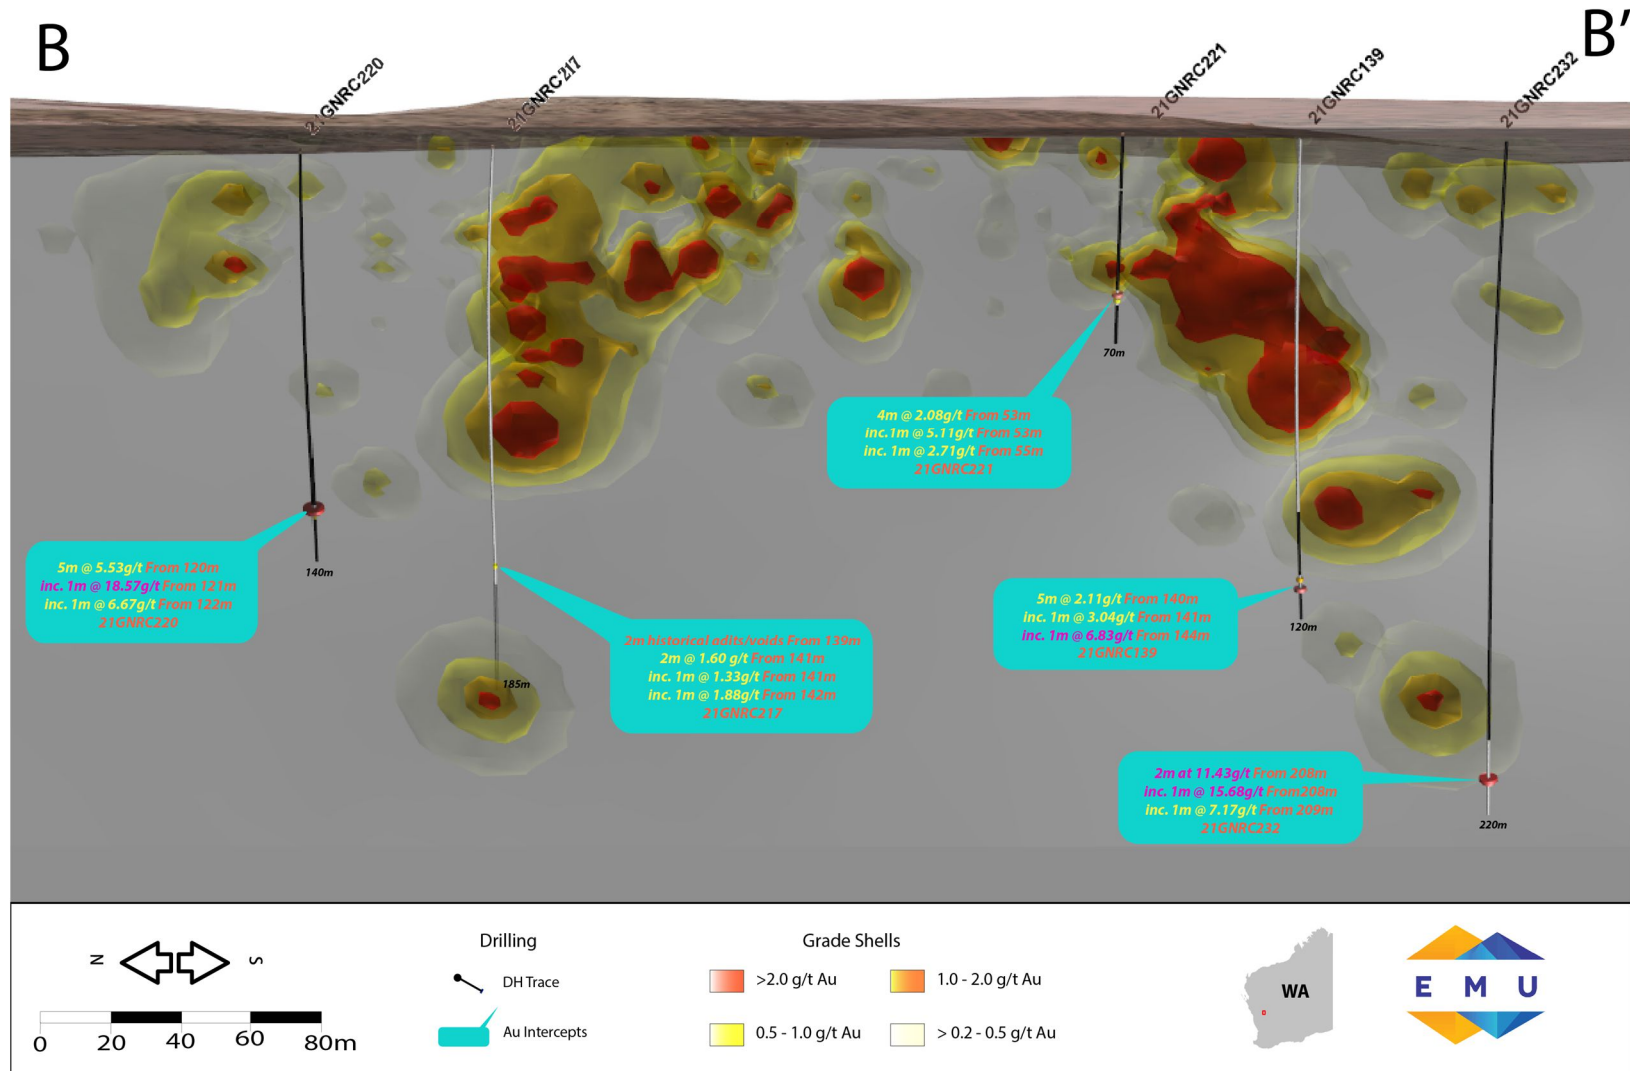 B
B'
21GNRC220
21GNRC217
21GNRC221
21GNRC139
21GNRC232
70m
4m @ 2.08g/t From 53m
inc.1m @ 5.11g/t From 53m
inc. 1m @ 2.71g/t From 55m
21GNRC221
140m
5m @ 5.53g/t From 120m
inc. 1m @ 18.57g/t From 121m
inc. 1m @ 6.67g/t From 122m
21GNRC220
185m
2m historical adits/voids From 139m
2m @ 1.60 g/t From 141m
inc. 1m @ 1.33g/t From 141m
inc. 1m @ 1.88g/t From 142m
21GNRC217
120m
5m @ 2.11g/t From 140m
inc. 1m @ 3.04g/t From 141m
inc. 1m @ 6.83g/t From 144m
21GNRC139
220m
2m at 11.43g/t From 208m
inc. 1m @ 15.68g/t From208m
inc. 1m @ 7.17g/t From 209m
21GNRC232
N
S
0 20 40 60 80m
Drilling
DH Trace
Au Intercepts
Grade Shells
>2.0 g/t Au
1.0 - 2.0 g/t Au
0.5 - 1.0 g/t Au
> 0.2 - 0.5 g/t Au
WA
EMU